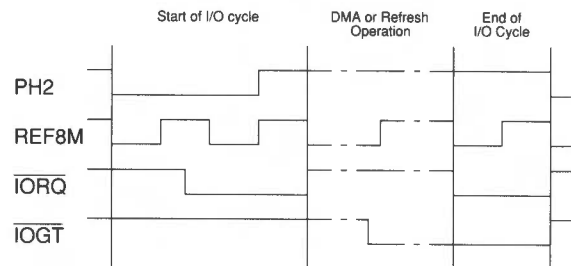 Start of I/O cycle
DMA or Refresh
Operation
End of
I/O Cycle
PH2
REF8M
IORQ
IOGT